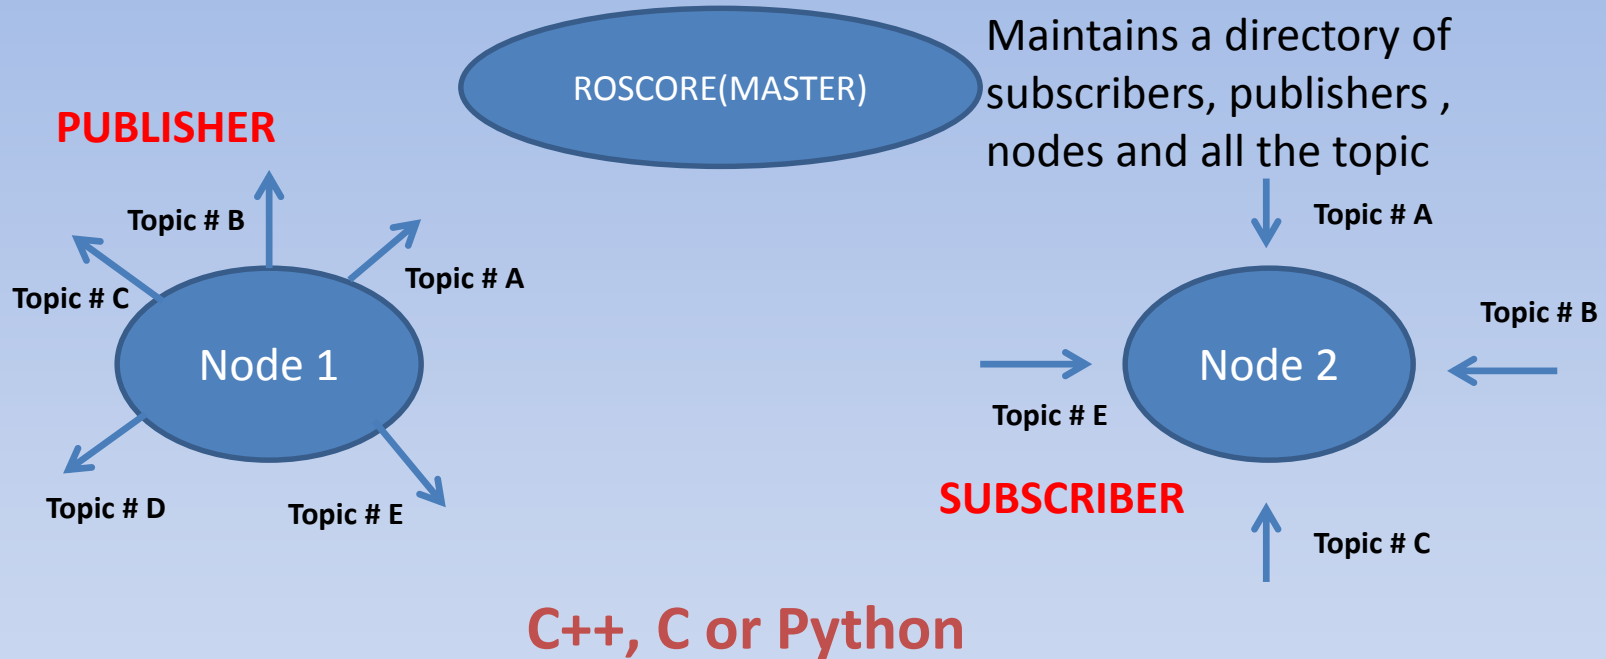 ROSCORE(MASTER)
Maintains a directory of
subscribers, publishers ,
nodes and all the topic
PUBLISHER
Topic # B
Topic # A
Topic # C
Node 1
Topic # D
Topic # E
Topic # A
Topic # B
Node 2
Topic # E
SUBSCRIBER
Topic # C
C++, C or Python